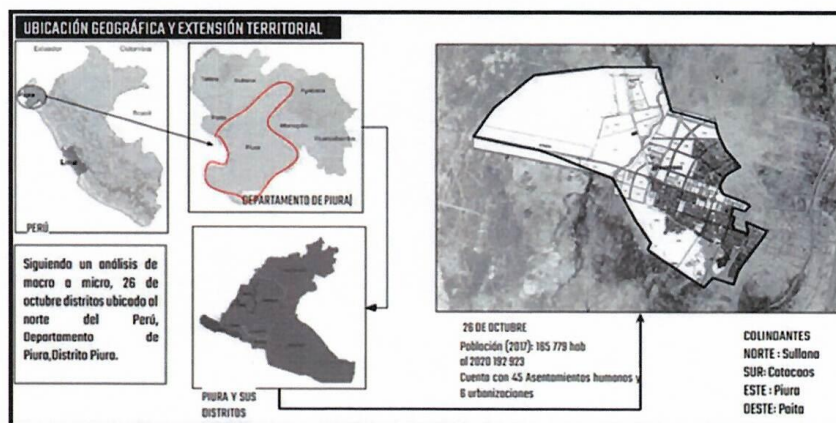 UBICACIÓN GEOGRÁFICA Y EXTENSIÓN TERRITORIAL
Ecuador
Colombia
Brasil
Lima
PERÚ
Talara
Sullana
Ayabaca
Paita
Morropón
Piura
Huancabamba
DEPARTAMENTO DE PIURA
Siguiendo un análisis de
macro a micro, 26 de
octubre distritos ubicado al
norte del Perú,
Departamento de
Piura,Distrito Piura.
PIURA Y SUS
DISTRITOS
26 DE OCTUBRE
Población (2017): 165 779 hab
al 2020 192 923
Cuenta con 45 Asentamientos humanos y
6 urbanizaciones
COLINDANTES
NORTE : Sullana
SUR: Catacaos
ESTE : Piura
OESTE: Paita